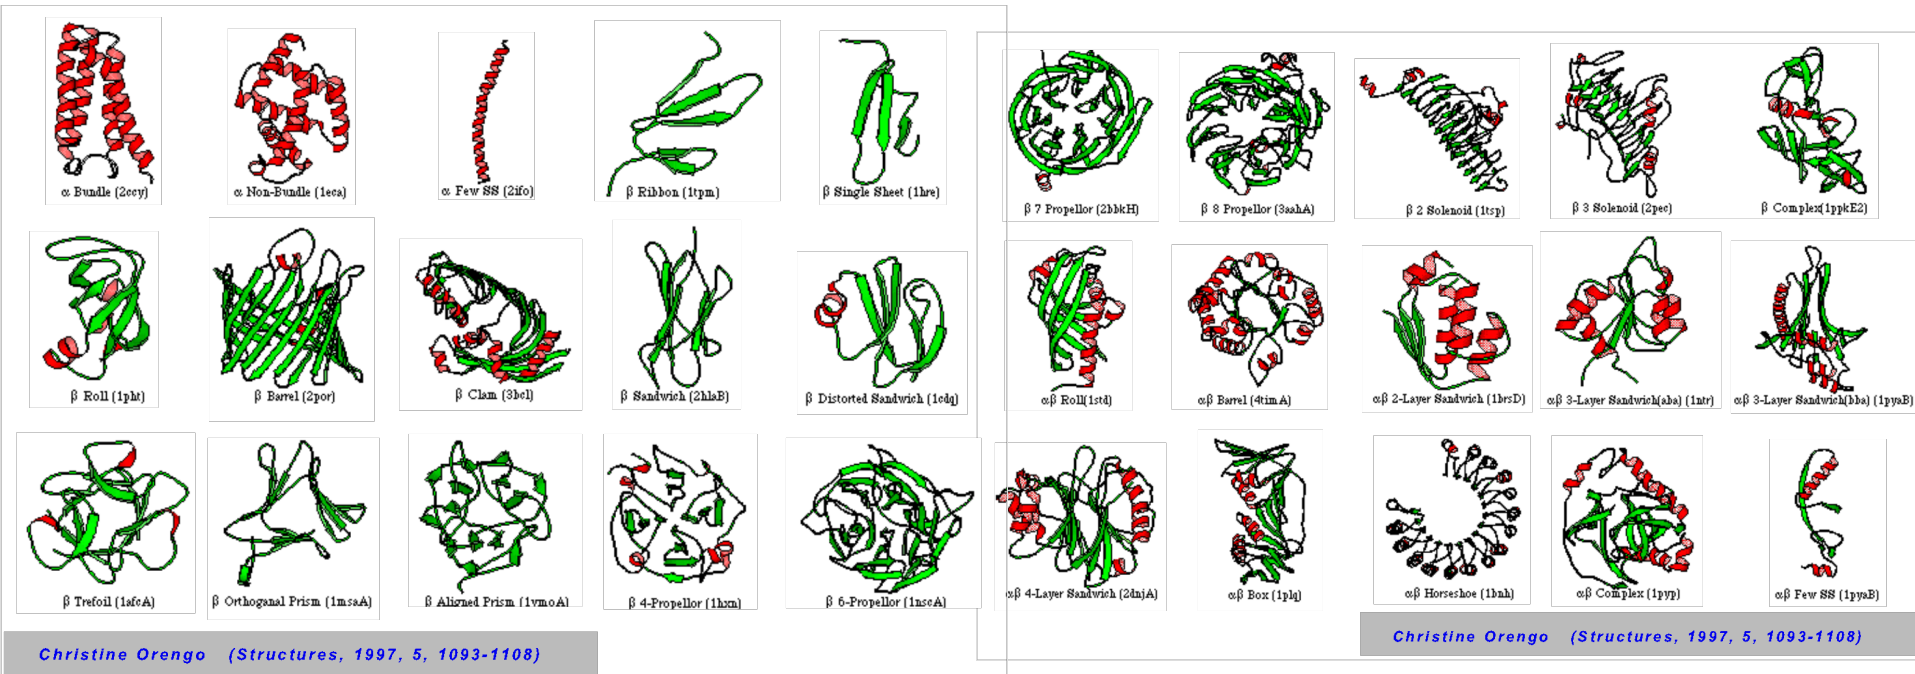 α Bundle (2ccy)
α Non-Bundle (1eca)
α Few SS (2ifo)
β Ribbon (1tpm)
β Single Sheet (1hre)
β Roll (1pht)
β Barrel (2por)
β Clam (3bcl)
β Sandwich (2hlaB)
β Distorted Sandwich (1cdq)
β Trefoil (1afcA)
β Orthoganal Prism (1msaA)
β Aligned Prism (1vmoA)
β 4-Propellor (1hxn)
β 6-Propellor (1nscA)
Christine Orengo (Structures, 1997, 5, 1093-1108)
β 7 Propellor (2bbkH)
β 8 Propellor (3aahA)
β 2 Solenoid (1tsp)
β 3 Solenoid (2pec)
β Complex(1ppkE2)
αβ Roll(1std)
αβ Barrel (4timA)
αβ 2-Layer Sandwich (1brsD)
αβ 3-Layer Sandwich(aba) (1ntr)
αβ 3-Layer Sandwich(bba) (1pyaB)
αβ 4-Layer Sandwich (2dnjA)
αβ Box (1plq)
αβ Horseshoe (1bnh)
αβ Complex (1pyp)
αβ Few SS (1pyaB)
Christine Orengo (Structures, 1997, 5, 1093-1108)